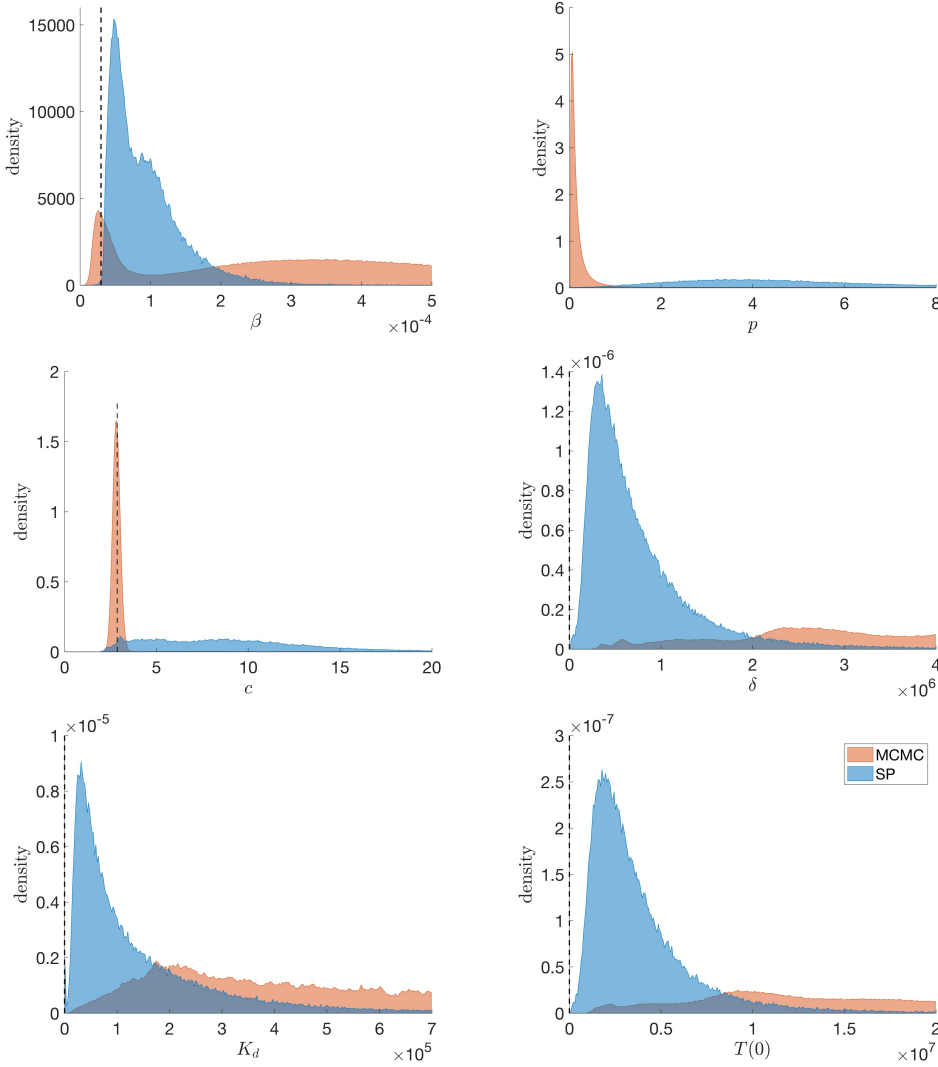 15000
10000
5000
0
density
0 1 2 3 4 5
β
×10⁻⁴
6
5
4
3
2
1
0
density
0 2 4 6 8
p
2
1.5
1
0.5
0
density
0 5 10 15 20
c
×10⁻⁶
1.4
1.2
1
0.8
0.6
0.4
0.2
0
density
0 1 2 3 4
δ
×10⁶
×10⁻⁵
1
0.8
0.6
0.4
0.2
0
density
0 1 2 3 4 5 6 7
K_d
×10⁵
×10⁻⁷
3
2.5
2
1.5
1
0.5
0
density
0 0.5 1 1.5 2
T(0)
×10⁷
MCMC
SP